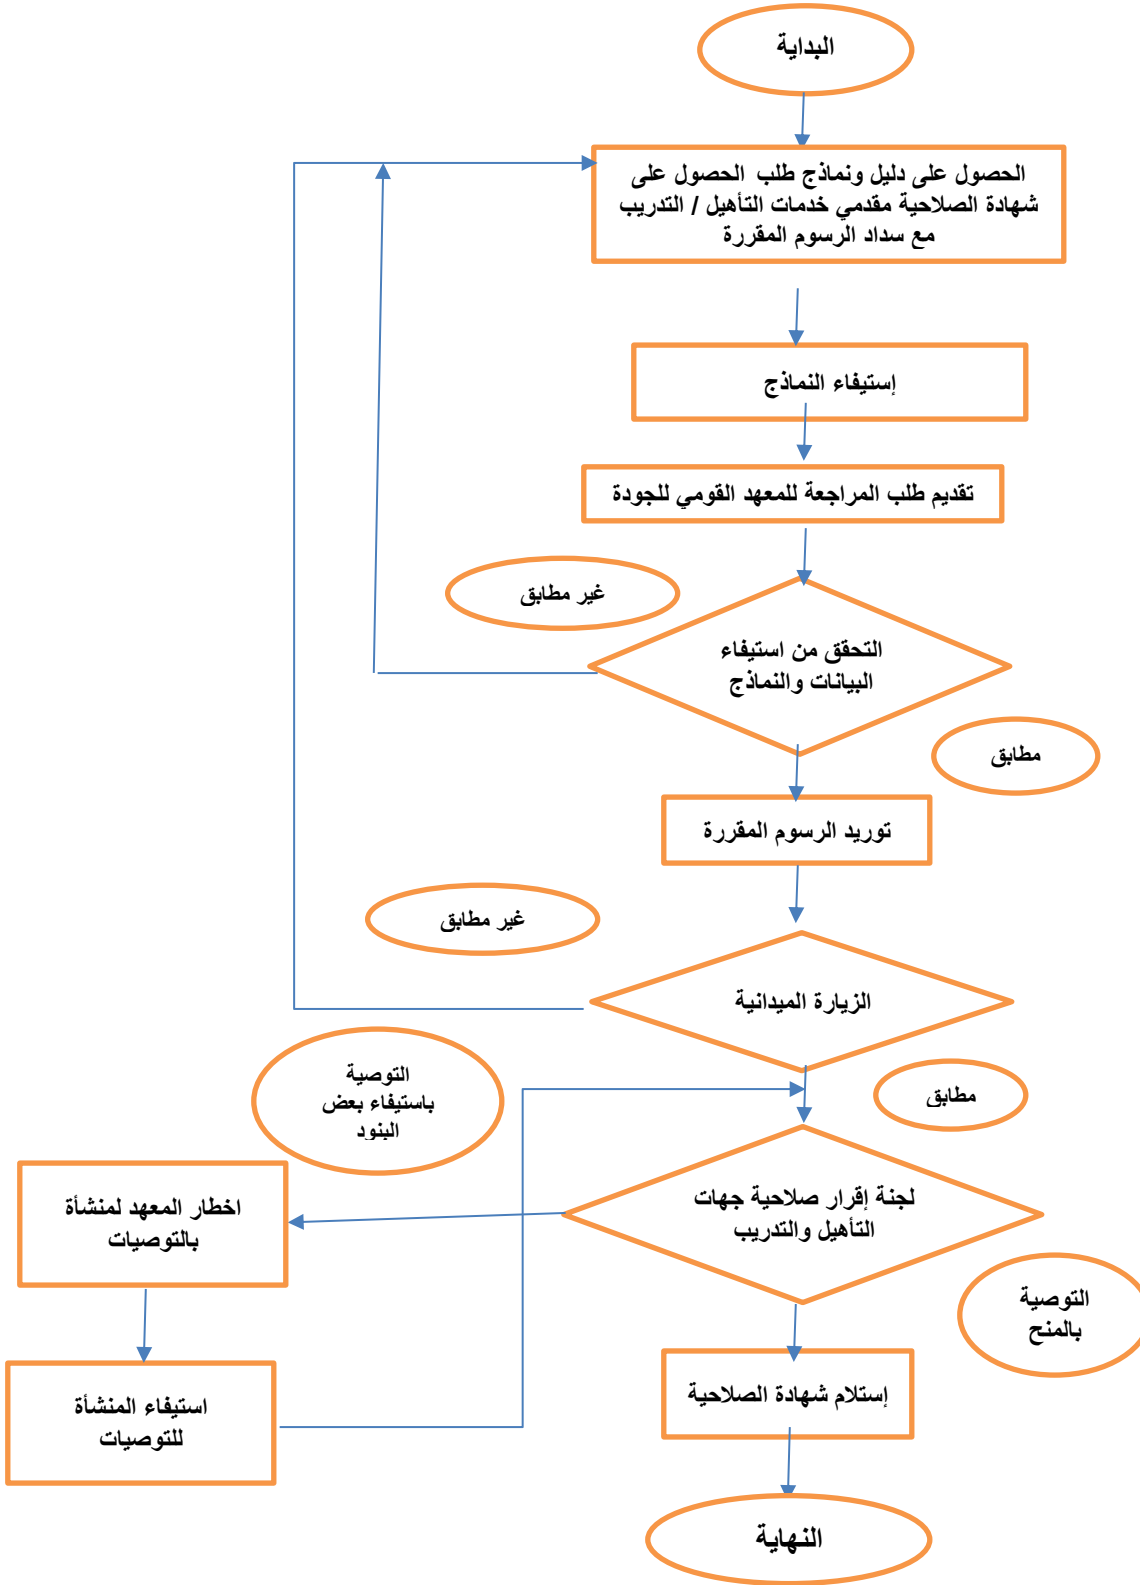 البداية
الحصول على دليل ونماذج طلب الحصول على
شهادة الصلاحية مقدمي خدمات التأهيل / التدريب
مع سداد الرسوم المقررة
إستيفاء النماذج
تقديم طلب المراجعة للمعهد القومي للجودة
غير مطابق
التحقق من استيفاء
البيانات والنماذج
مطابق
توريد الرسوم المقررة
غير مطابق
الزيارة الميدانية
مطابق
التوصية
باستيفاء بعض
البنود
لجنة إقرار صلاحية جهات
التأهيل والتدريب
اخطار المعهد لمنشأة
بالتوصيات
التوصية
بالمنح
استيفاء المنشأة
للتوصيات
إستلام شهادة الصلاحية
النهاية